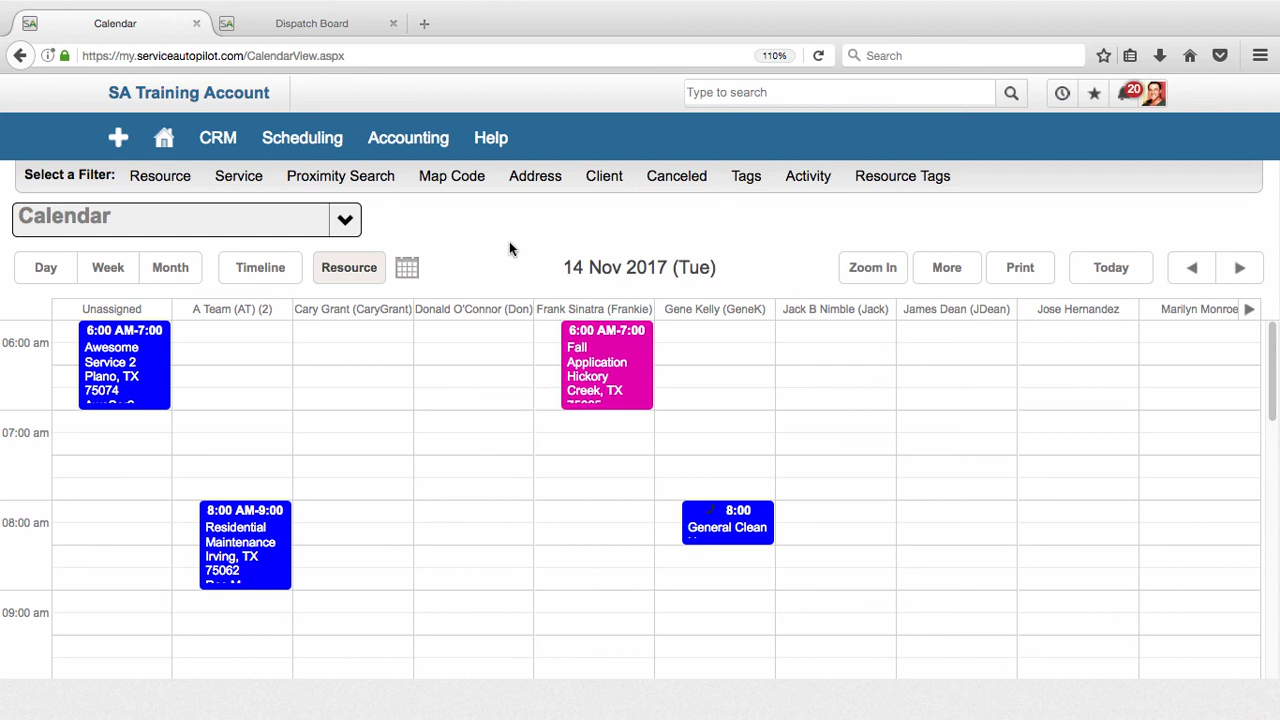 Calendar
Dispatch Board
https://my.serviceautopilot.com/CalendarView.aspx
110%
Search
SA Training Account
Type to search
20
CRM
Scheduling
Accounting
Help
Select a Filter:
Resource
Service
Proximity Search
Map Code
Address
Client
Canceled
Tags
Activity
Resource Tags
Calendar
Day
Week
Month
Timeline
Resource
14 Nov 2017 (Tue)
Zoom In
More
Print
Today
Unassigned
A Team (AT) (2)
Cary Grant (CaryGrant)
Donald O'Connor (Don)
Frank Sinatra (Frankie)
Gene Kelly (GeneK)
Jack B Nimble (Jack)
James Dean (JDean)
Jose Hernandez
Marilyn Monroe
06:00 am
6:00 AM-7:00
Awesome
Service 2
Plano, TX
75074
6:00 AM-7:00
Fall
Application
Hickory
Creek, TX
07:00 am
08:00 am
8:00 AM-9:00
Residential
Maintenance
Irving, TX
75062
8:00
General Clean
09:00 am